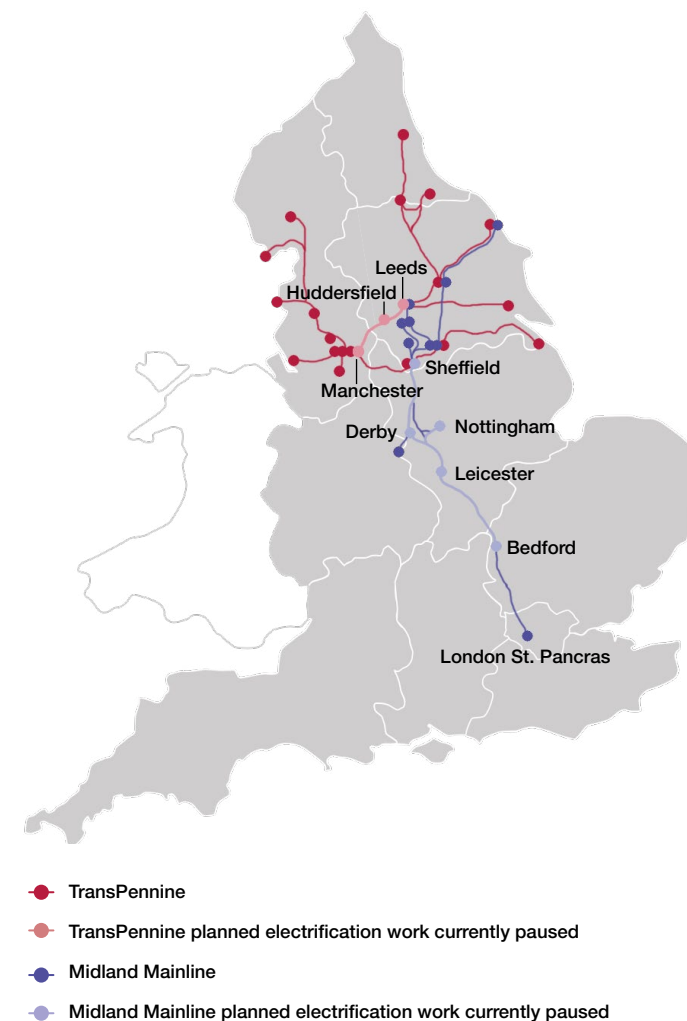 Leeds
Huddersfield
Sheffield
Manchester
Derby
Nottingham
Leicester
Bedford
London St. Pancras
TransPennine
TransPennine planned electrification work currently paused
Midland Mainline
Midland Mainline planned electrification work currently paused